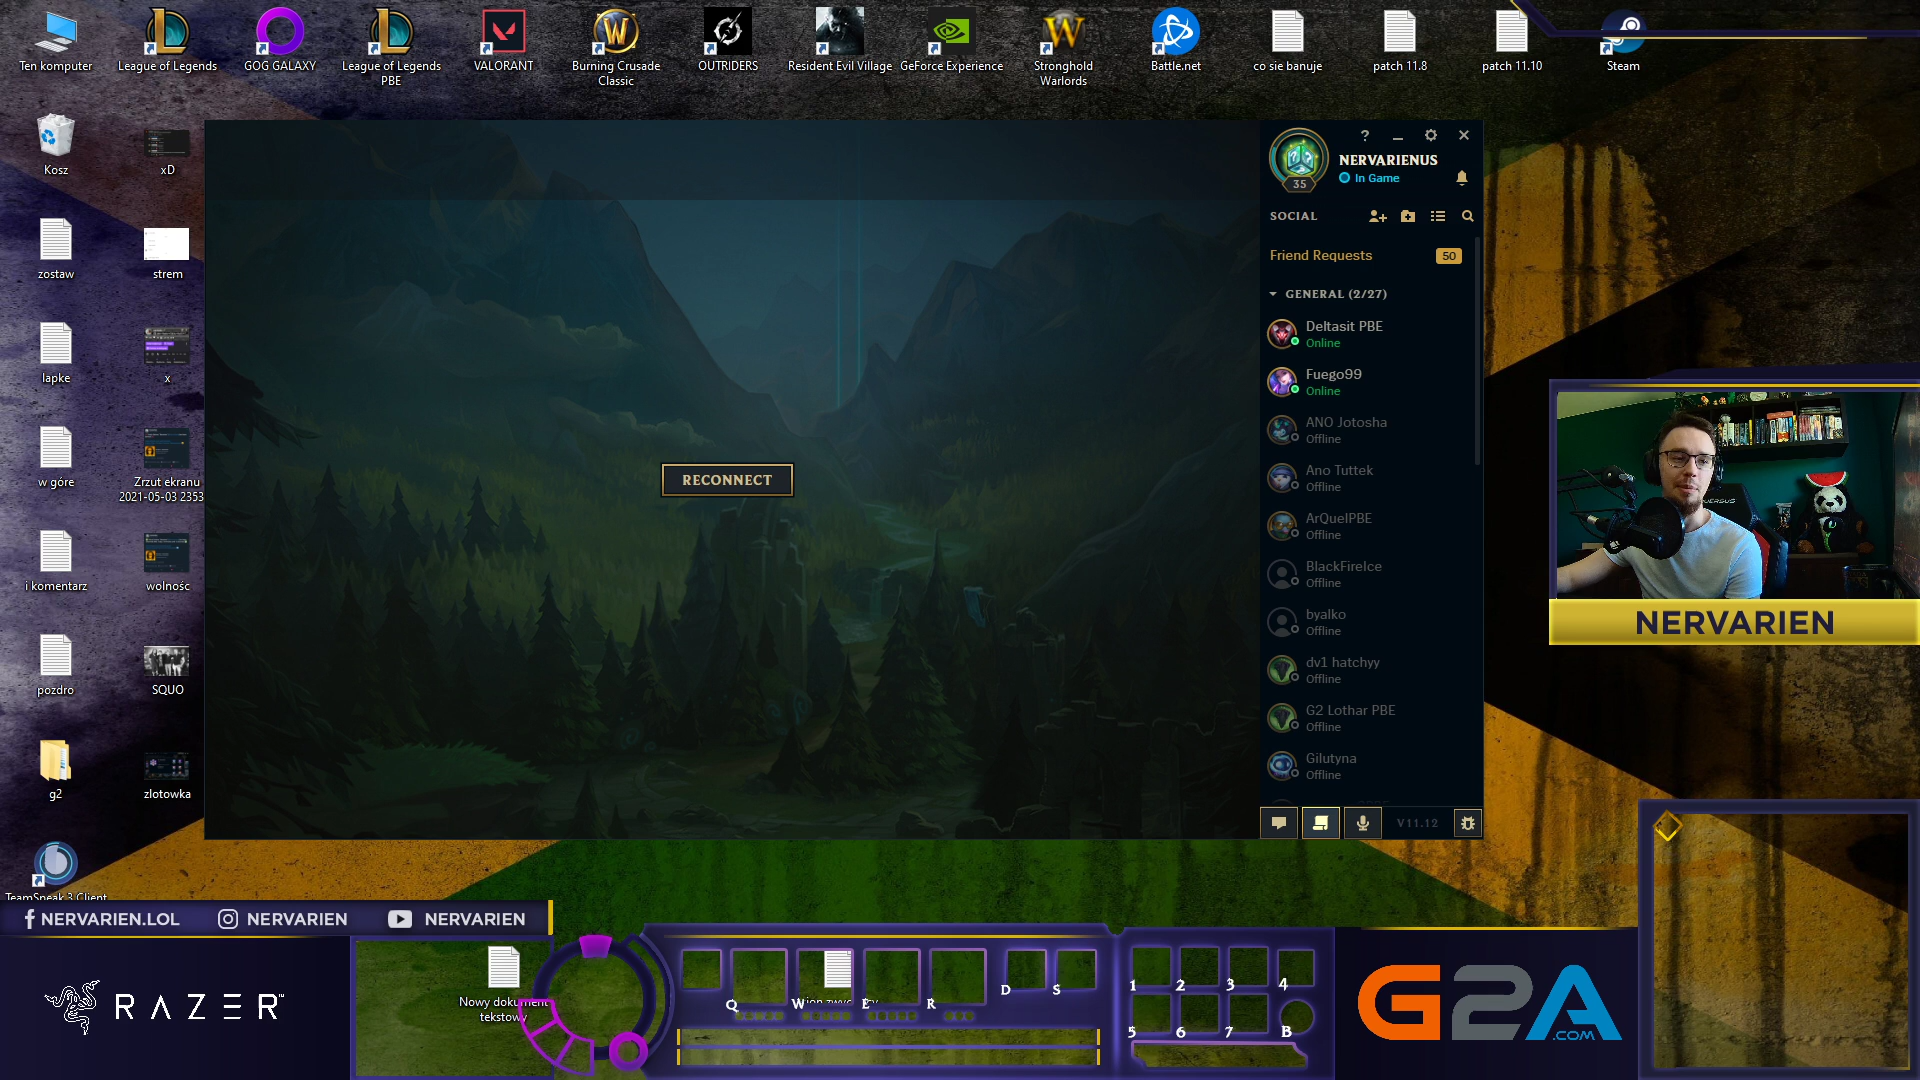 Ten komputer
League of Legends
GOG GALAXY
League of Legends
PBE
VALORANT
Burning Crusade
Classic
OUTRIDERS
Resident Evil Village
GeForce Experience
Stronghold
Warlords
Battle.net
co sie banuje
patch 11.8
patch 11.10
Steam
Kosz
xD
zostaw
strem
lapke
x
w góre
Zrzut ekranu
2021-05-03 2353
i komentarz
wolnośc
pozdro
SQUO
g2
zlotowka
TeamSpeak 3 Client
RECONNECT
?
35
NERVARIENUS
In Game
SOCIAL
Friend Requests
50
GENERAL (2/27)
Deltasit PBE
Online
Fuego99
Online
ANO Jotosha
Offline
Ano Tuttek
Offline
ArQuelPBE
Offline
BlackFireIce
Offline
byalko
Offline
dv1 hatchyy
Offline
G2 Lothar PBE
Offline
Gilutyna
Offline
V11.12
NERVARIEN
NERVARIEN.LOL
NERVARIEN
NERVARIEN
RAZER
Nowy dokument
tekstowy
Q
W
E
R
D
S
1
2
3
4
5
6
7
B
G2A
.COM